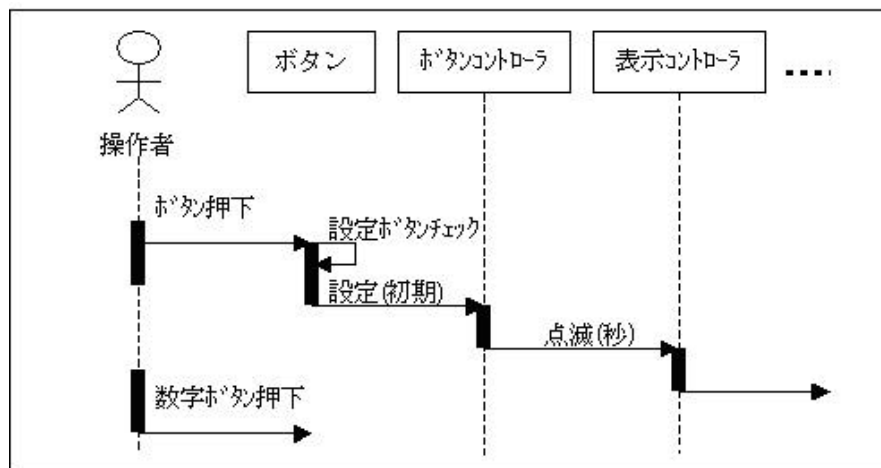 ボタン
ﾎﾞﾀﾝｺﾝﾄﾛｰﾗ
表示ｺﾝﾄﾛｰﾗ
操作者
ﾎﾞﾀﾝ押下
設定ﾎﾞﾀﾝﾁｪｯｸ
設定(初期)
点滅(秒)
数字ﾎﾞﾀﾝ押下